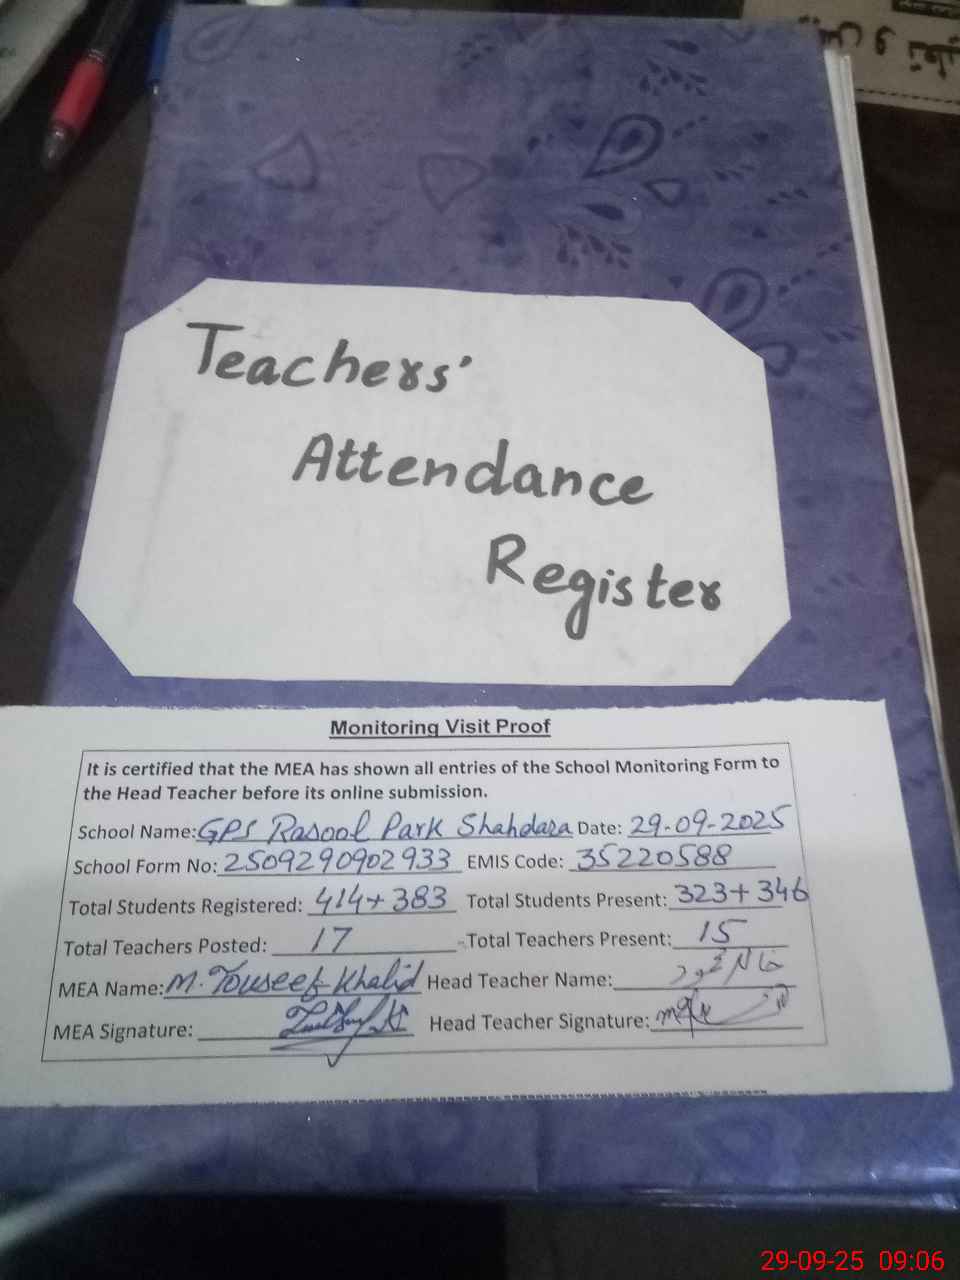 Teachers'
Attendance
Register
Monitoring Visit Proof
It is certified that the MEA has shown all entries of the School Monitoring Form to
the Head Teacher before its online submission.
School Name: GPS Rasool Park Shahdara Date: 29-09-2025
School Form No: 2509290902933 EMIS Code: 35220588
Total Students Registered: 414+383 Total Students Present: 323+346
Total Teachers Posted: 17 Total Teachers Present: 15
MEA Name: M. Touseef Khalid Head Teacher Name:
MEA Signature: Head Teacher Signature:
29-09-25 09:06